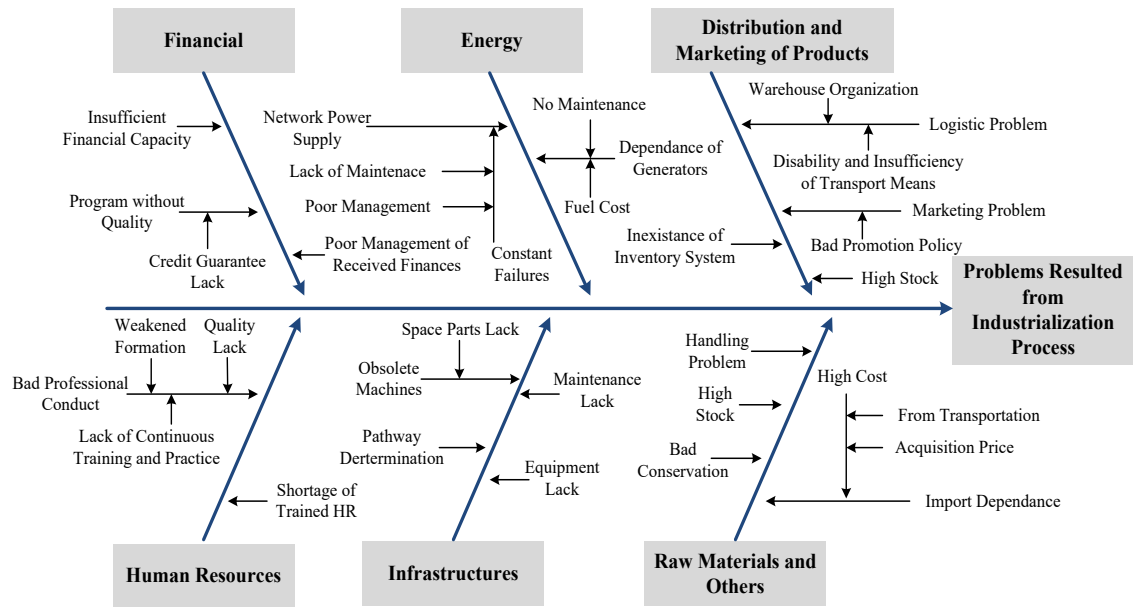 Financial
Energy
Distribution and
Marketing of Products
Insufficient
Financial Capacity
Program without
Quality
Credit Guarantee
Lack
Poor Management of
Received Finances
Network Power
Supply
Lack of Maintenace
Poor Management
Constant
Failures
No Maintenance
Dependance of
Generators
Fuel Cost
Warehouse Organization
Logistic Problem
Disability and Insufficiency
of Transport Means
Marketing Problem
Bad Promotion Policy
Inexistance of
Inventory System
High Stock
Problems Resulted
from
Industrialization
Process
Weakened
Formation
Quality
Lack
Bad Professional
Conduct
Lack of Continuous
Training and Practice
Shortage of
Trained HR
Space Parts Lack
Obsolete
Machines
Maintenance
Lack
Pathway
Dertermination
Equipment
Lack
Handling
Problem
High
Stock
Bad
Conservation
High Cost
From Transportation
Acquisition Price
Import Dependance
Human Resources
Infrastructures
Raw Materials and
Others